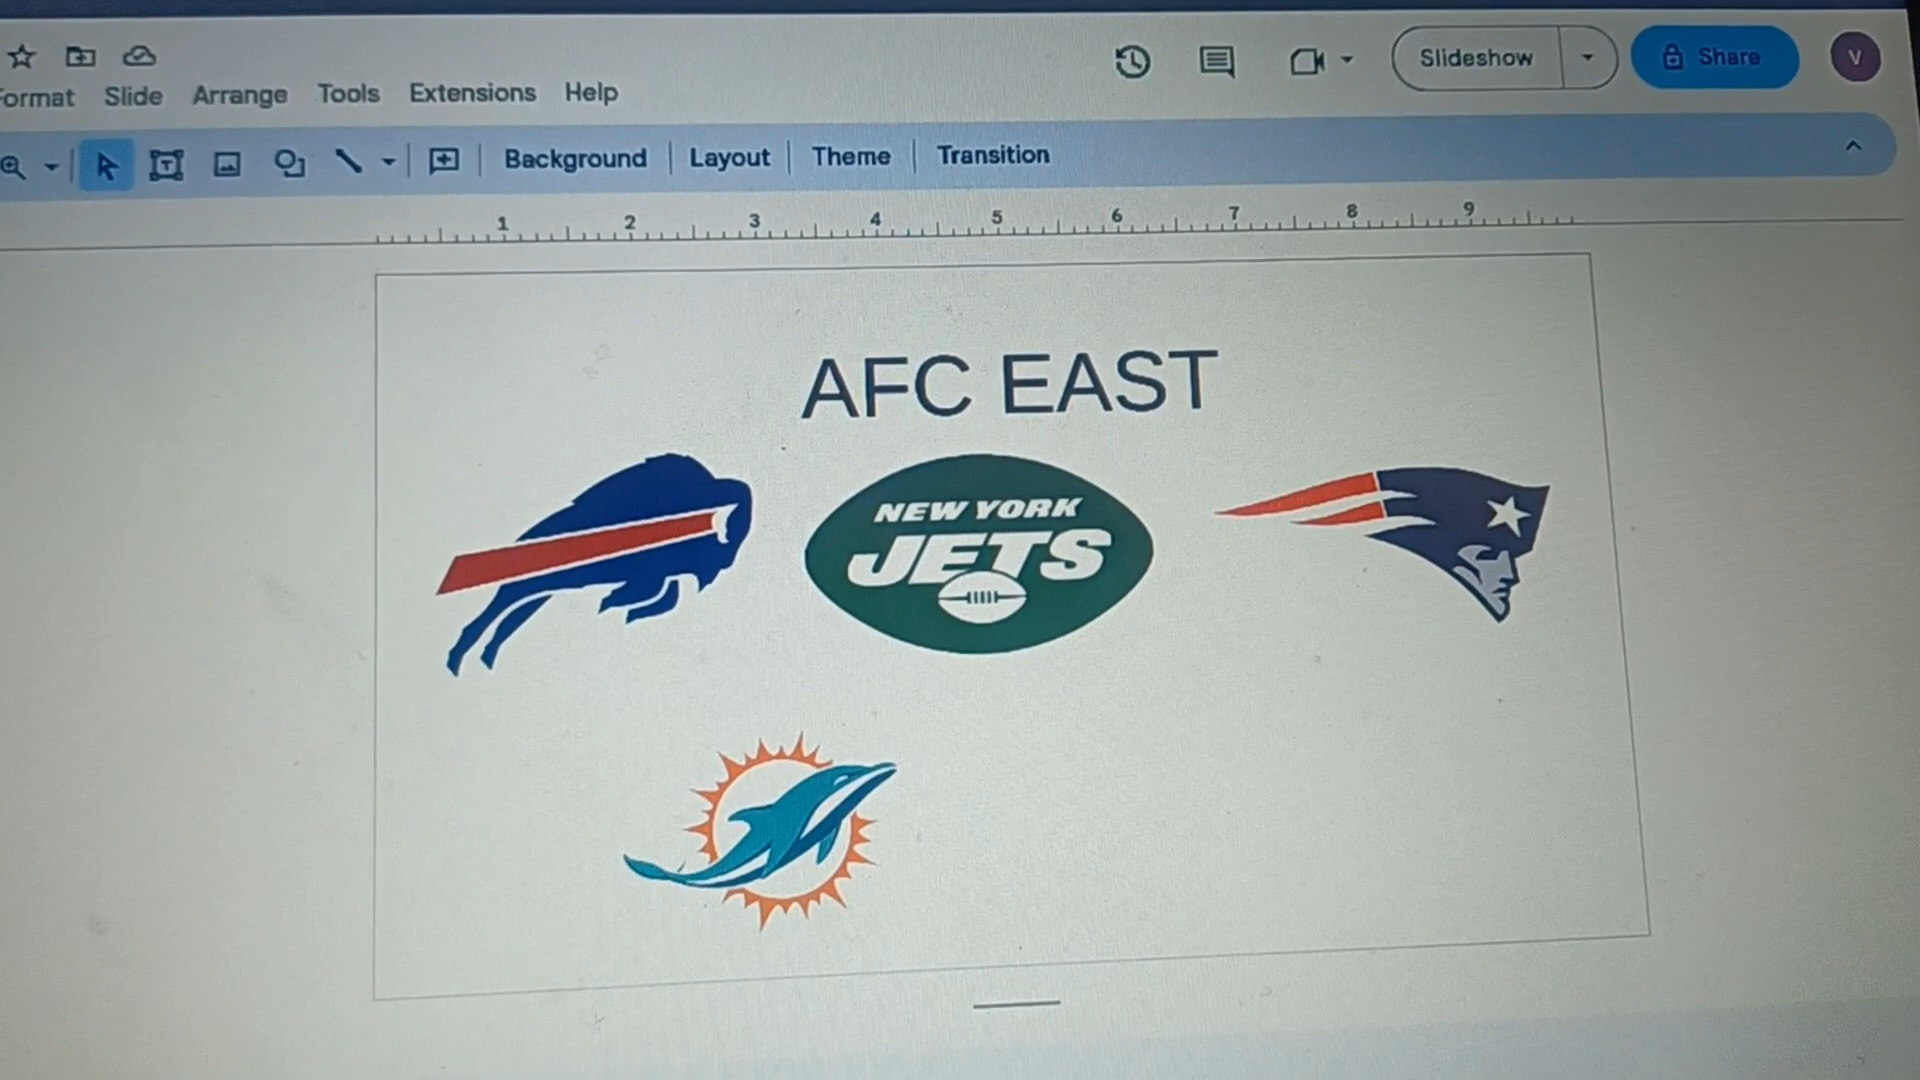 Slideshow
Share
V
Format Slide Arrange Tools Extensions Help
Background Layout Theme Transition
1 2 3 4 5 6 7 8 9
AFC EAST
NEW YORK
JETS